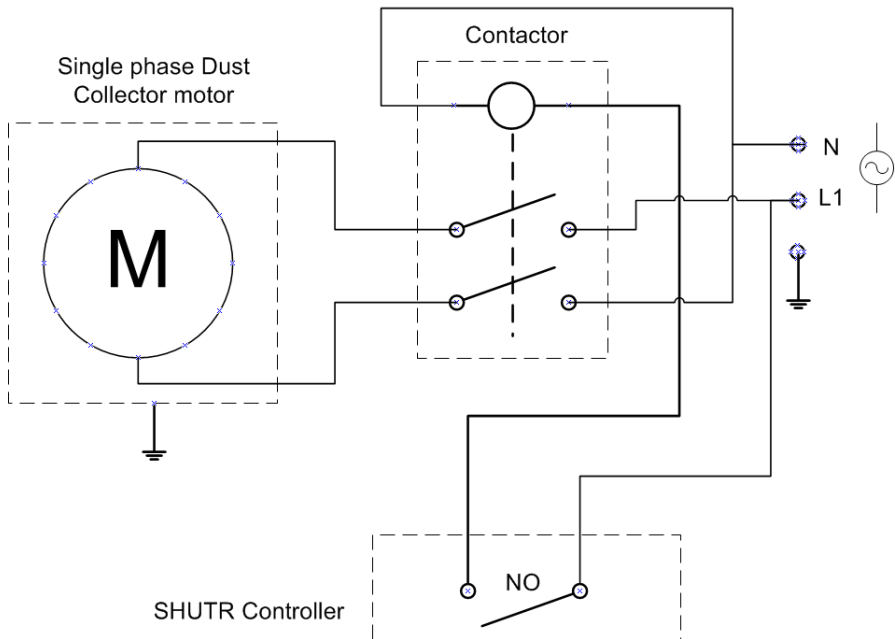 Contactor
Single phase Dust
Collector motor
N
L1
M
NO
SHUTR Controller